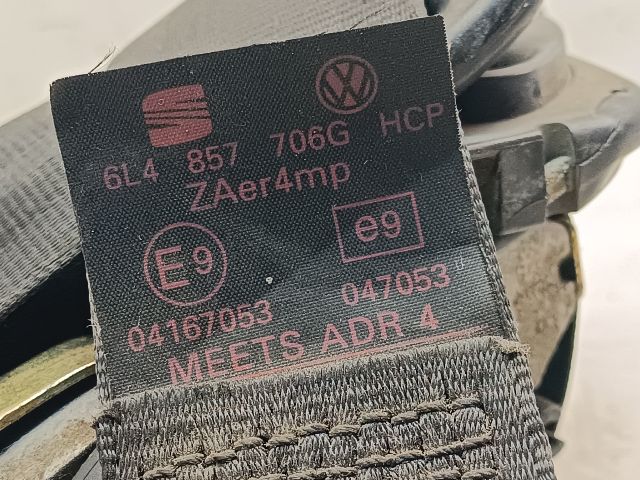 6L4 857 706G HCP
ZAer4mp
E9 e9
04167053 047053
MEETS ADR 4